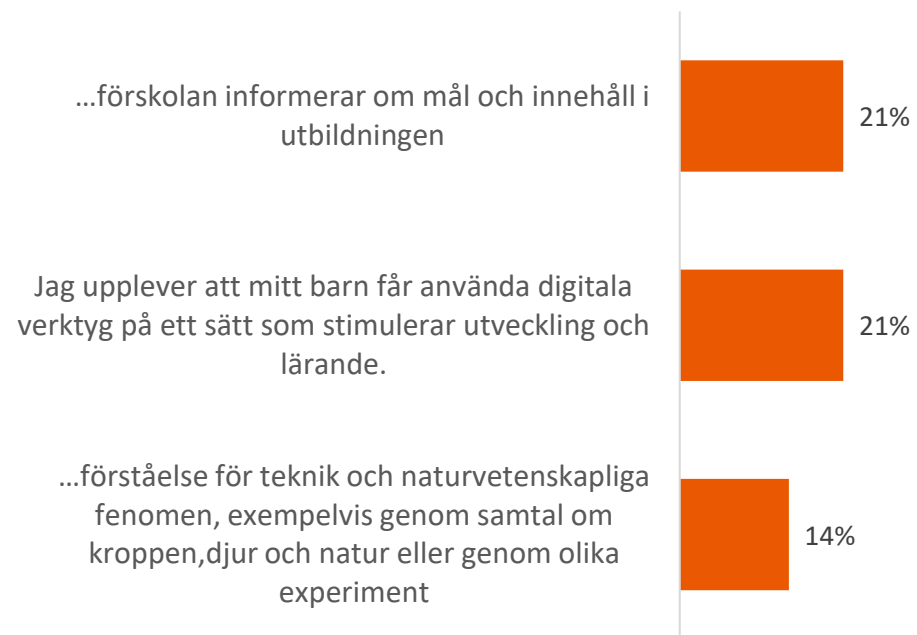 ...förskolan informerar om mål och innehåll i
utbildningen
21%
Jag upplever att mitt barn får använda digitala
verktyg på ett sätt som stimulerar utveckling och
lärande.
21%
...förståelse för teknik och naturvetenskapliga
fenomen, exempelvis genom samtal om
kroppen,djur och natur eller genom olika
experiment
14%